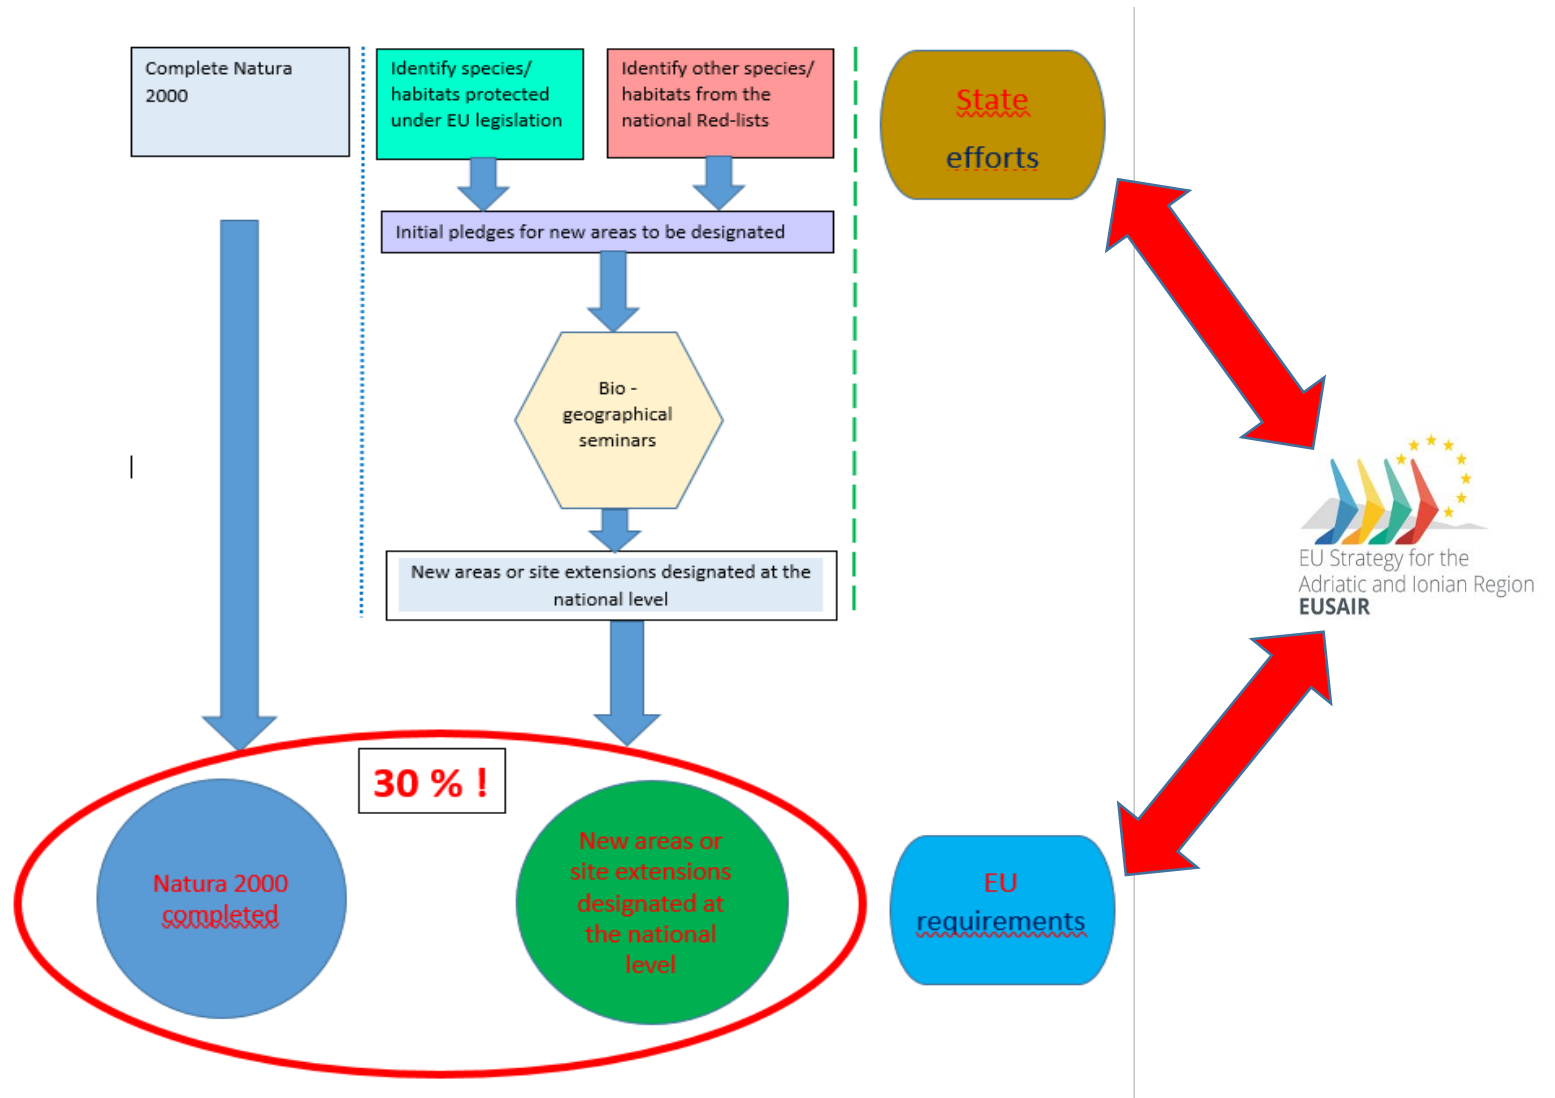 Complete Natura
2000
Identify species/
habitats protected
under EU legislation
Identify other species/
habitats from the
national Red-lists
State
efforts
Initial pledges for new areas to be designated
Bio -
geographical
seminars
EU Strategy for the
Adriatic and Ionian Region
EUSAIR
New areas or site extensions designated at the
national level
30 % !
Natura 2000
completed
New areas or
site extensions
designated at
the national
level
EU
requirements